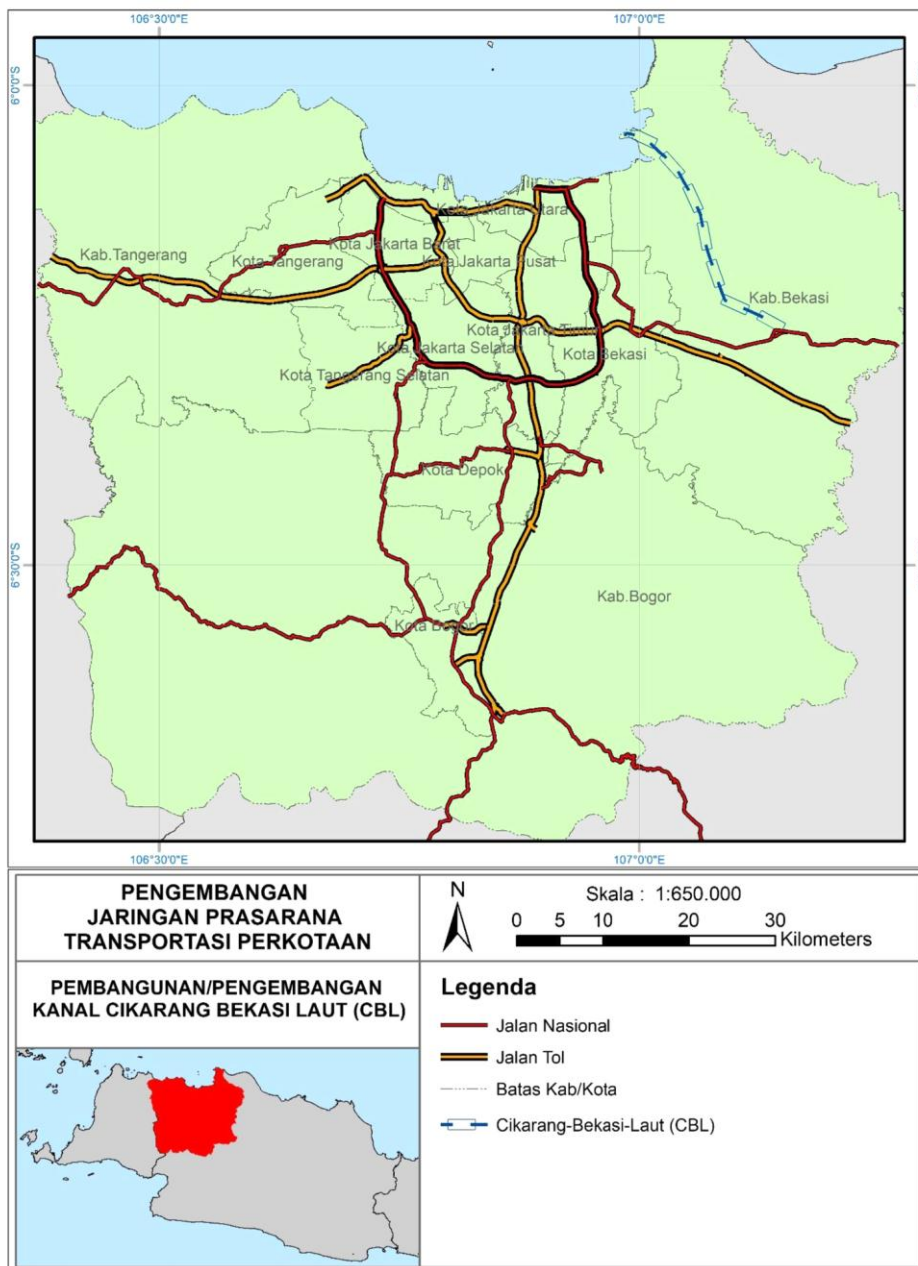 106°30'0"E
107°0'0"E
6°0'0"S
Kota Jakarta Utara
Kota Jakarta Barat
Kab.Tangerang
Kota Tangerang
Kota Jakarta Pusat
Kab.Bekasi
Kota Jakarta Timur
Kota Jakarta Selatan
Kota Bekasi
Kota Tangerang Selatan
Kota Depok
6°30'0"S
Kab.Bogor
Kota Bogor
106°30'0"E
107°0'0"E
PENGEMBANGAN
JARINGAN PRASARANA
TRANSPORTASI PERKOTAAN
N
Skala : 1:650.000
0 5 10 20 30
Kilometers
PEMBANGUNAN/PENGEMBANGAN
KANAL CIKARANG BEKASI LAUT (CBL)
Legenda
Jalan Nasional
Jalan Tol
Batas Kab/Kota
Cikarang-Bekasi-Laut (CBL)